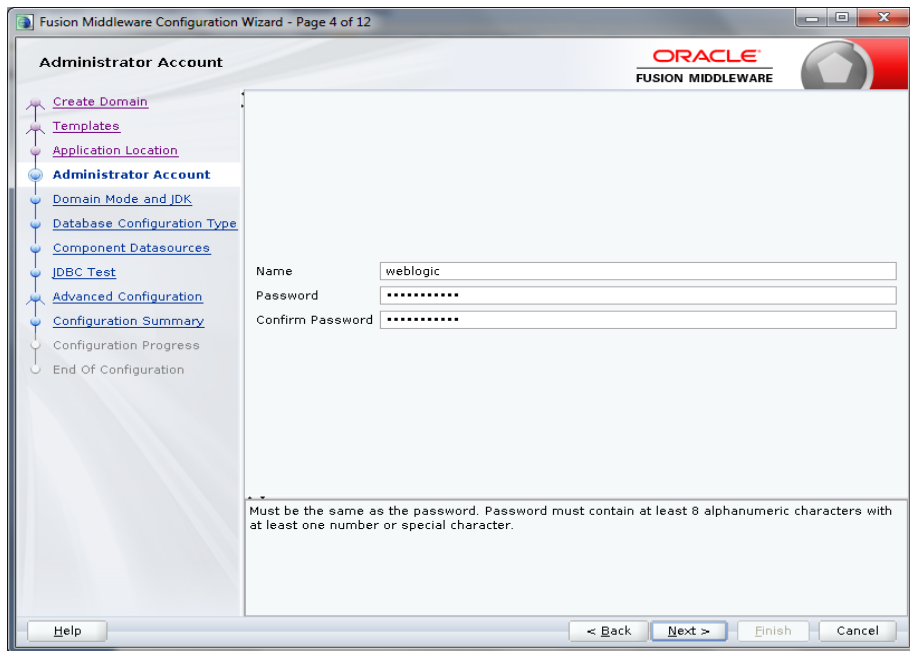 Fusion Middleware Configuration Wizard - Page 4 of 12
Administrator Account
ORACLE
FUSION MIDDLEWARE
Create Domain
Templates
Application Location
Administrator Account
Domain Mode and JDK
Database Configuration Type
Component Datasources
JDBC Test
Advanced Configuration
Configuration Summary
Configuration Progress
End Of Configuration
Name weblogic
Password •••••••••••
Confirm Password •••••••••••
Must be the same as the password. Password must contain at least 8 alphanumeric characters with
at least one number or special character.
Help < Back Next > Finish Cancel